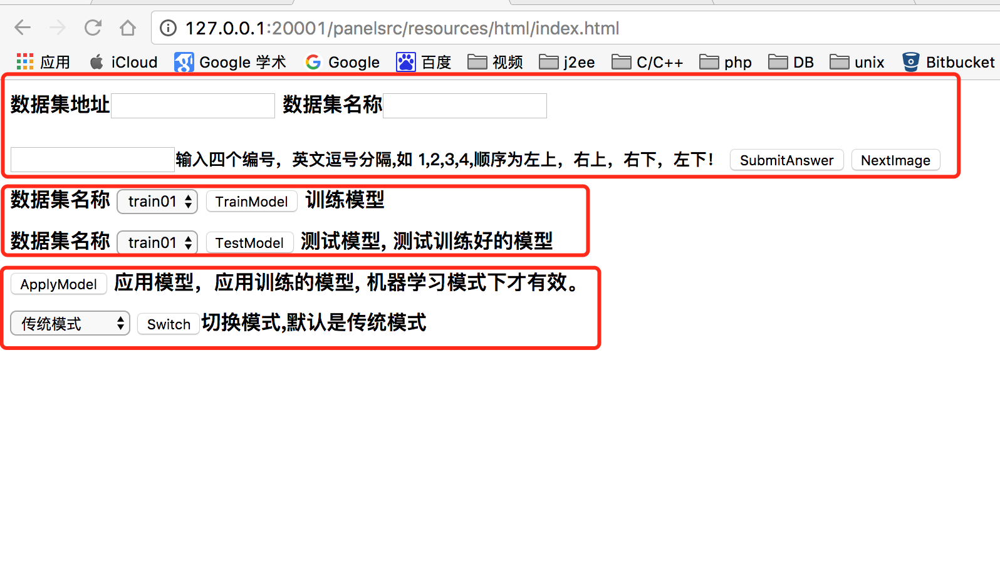 127.0.0.1:20001/panelsrc/resources/html/index.html
应用 iCloud Google 学术 Google 百度 视频 j2ee C/C++ php DB unix Bitbucket
数据集地址 数据集名称
输入四个编号，英文逗号分隔,如 1,2,3,4,顺序为左上，右上，右下，左下！ SubmitAnswer NextImage
数据集名称 train01 TrainModel 训练模型
数据集名称 train01 TestModel 测试模型, 测试训练好的模型
ApplyModel 应用模型，应用训练的模型, 机器学习模式下才有效。
传统模式 Switch 切换模式,默认是传统模式